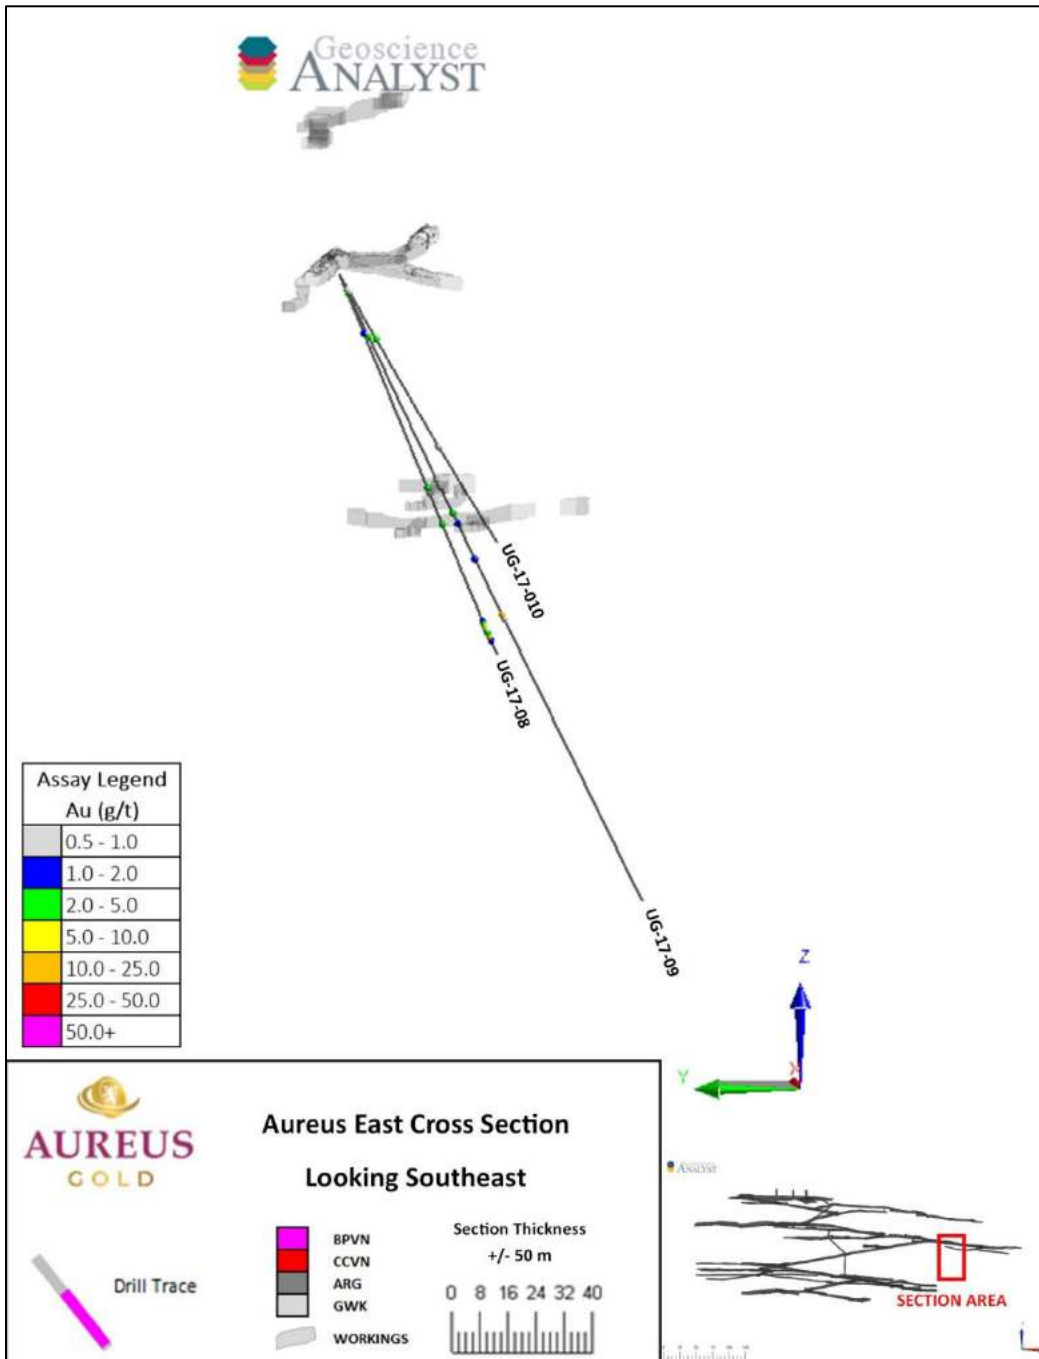 Geoscience
ANALYST
UG-17-010
UG-17-08
UG-17-09
Assay Legend
Au (g/t)
0.5 - 1.0
1.0 - 2.0
2.0 - 5.0
5.0 - 10.0
10.0 - 25.0
25.0 - 50.0
50.0+
Z
X
Y
AUREUS
GOLD
Drill Trace
Aureus East Cross Section
Looking Southeast
BPVN
CCVN
ARG
GWK
WORKINGS
Section Thickness
+/- 50 m
0 8 16 24 32 40
Geoscience
ANALYST
SECTION AREA